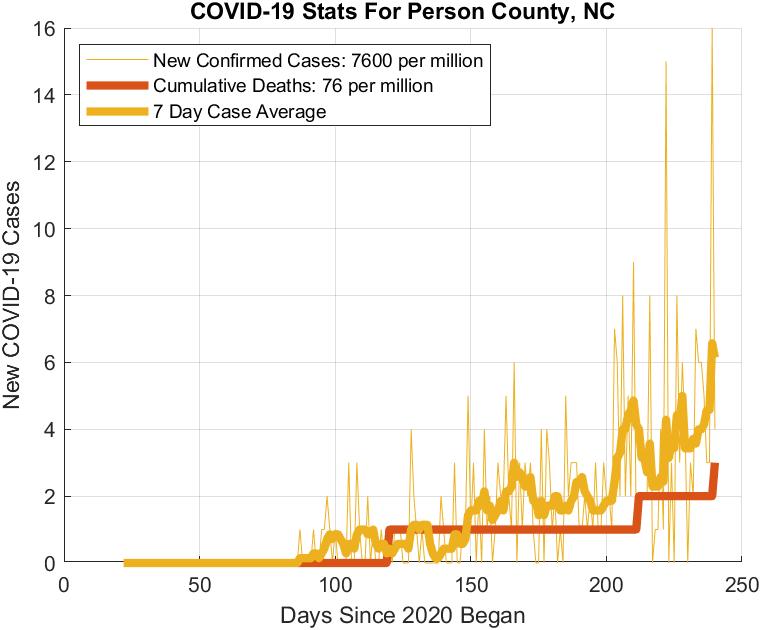 COVID-19 Stats For Person County, NC
New Confirmed Cases: 7600 per million
Cumulative Deaths: 76 per million
7 Day Case Average
New COVID-19 Cases
16
14
12
10
8
6
4
2
0
0 50 100 150 200 250
Days Since 2020 Began